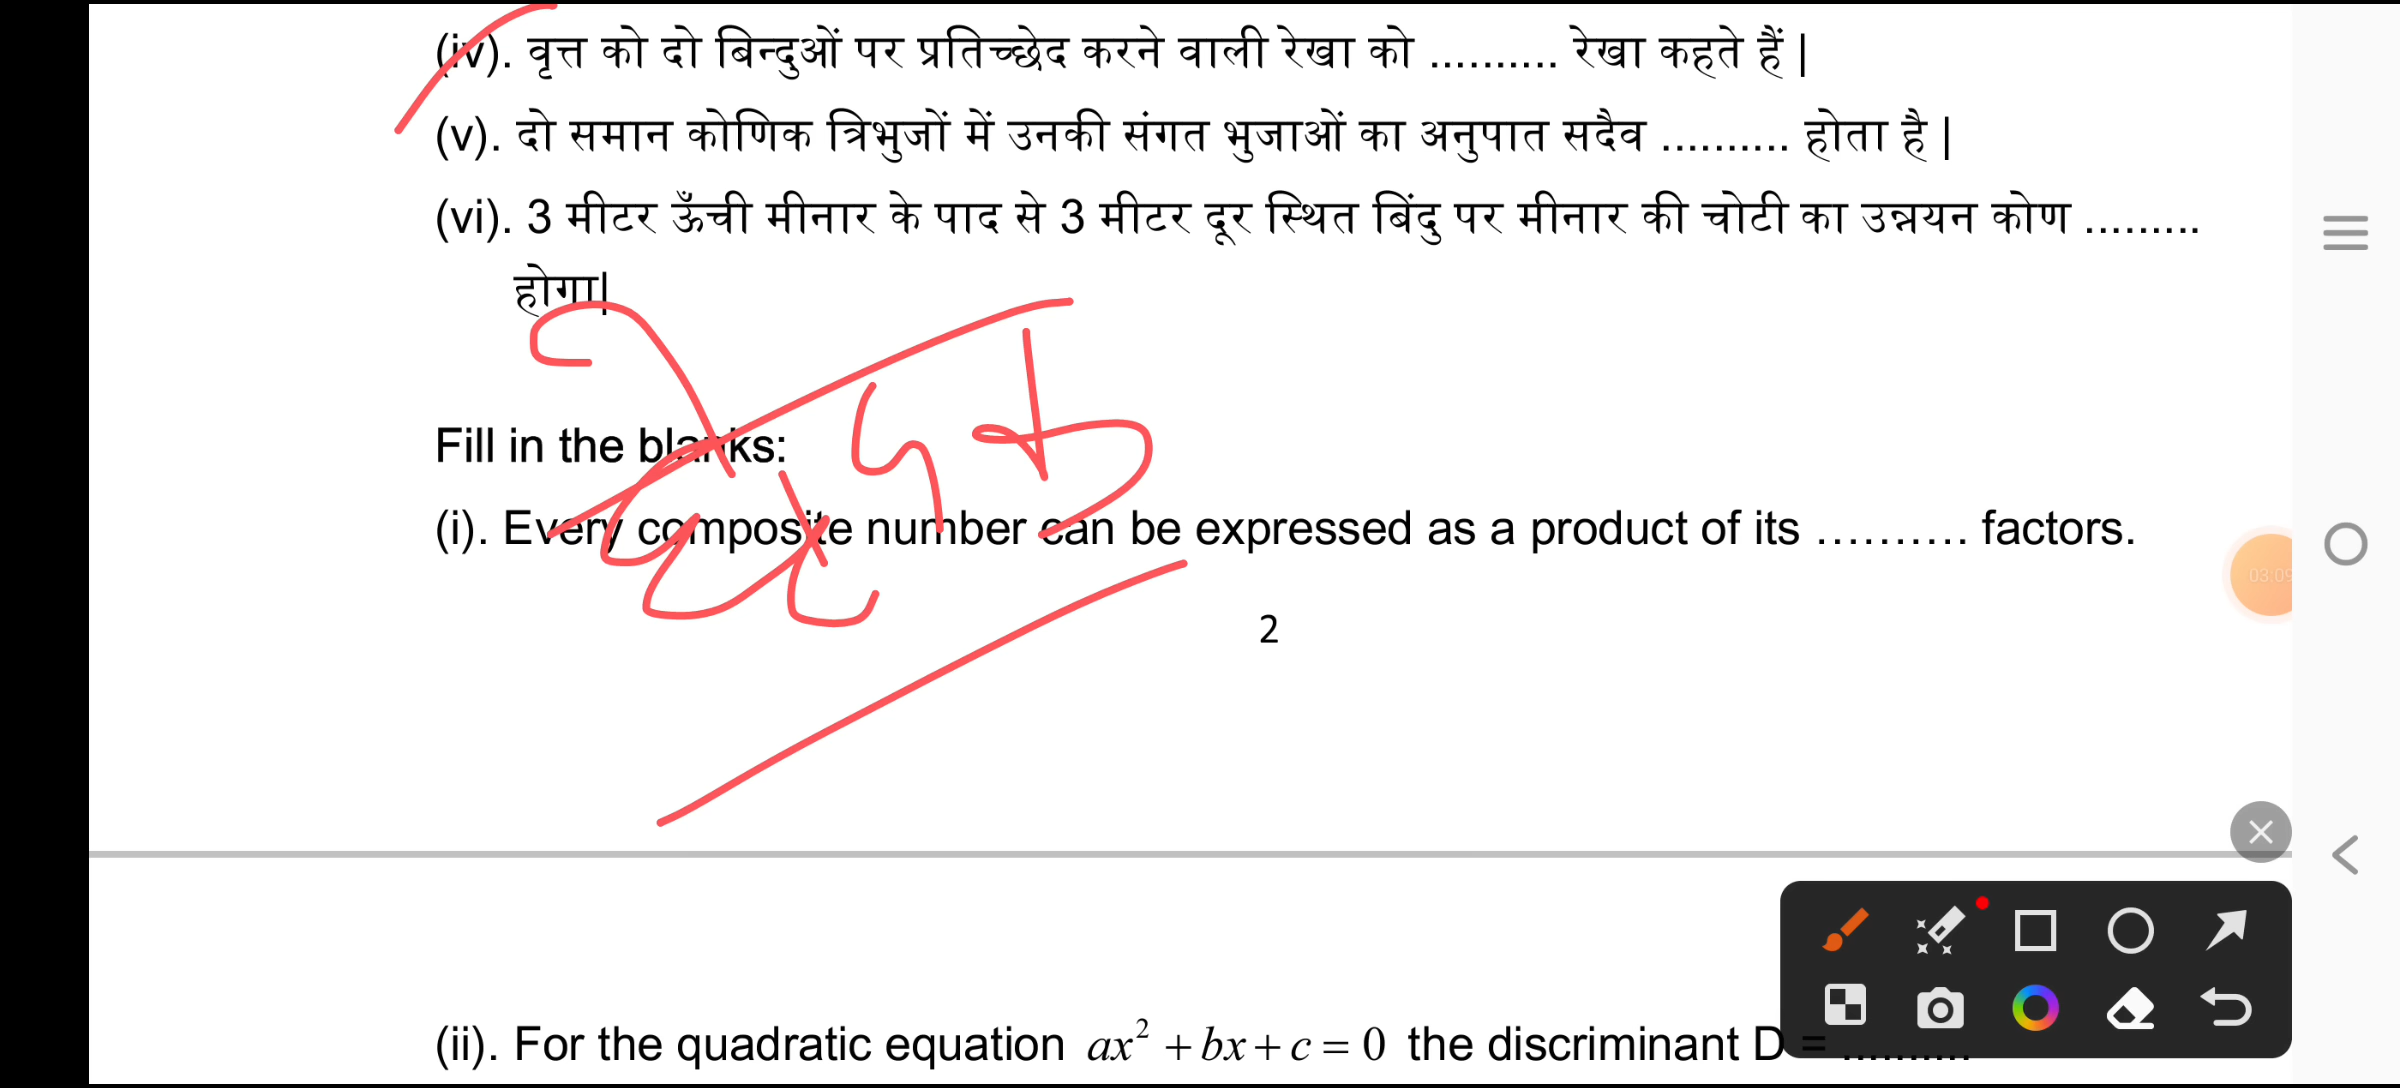 (iv). वृत्त को दो बिन्दुओं पर प्रतिच्छेद करने वाली रेखा को .......... रेखा कहते हैं |
(v). दो समान कोणिक त्रिभुजों में उनकी संगत भुजाओं का अनुपात सदैव .......... होता है |
(vi). 3 मीटर ऊँची मीनार के पाद से 3 मीटर दूर स्थित बिंदु पर मीनार की चोटी का उन्नयन कोण .........
होगा|
Fill in the blanks:
(i). Every composite number can be expressed as a product of its .......... factors.
03:09
2
(ii). For the quadratic equation ax² + bx + c = 0 the discriminant D = ..........